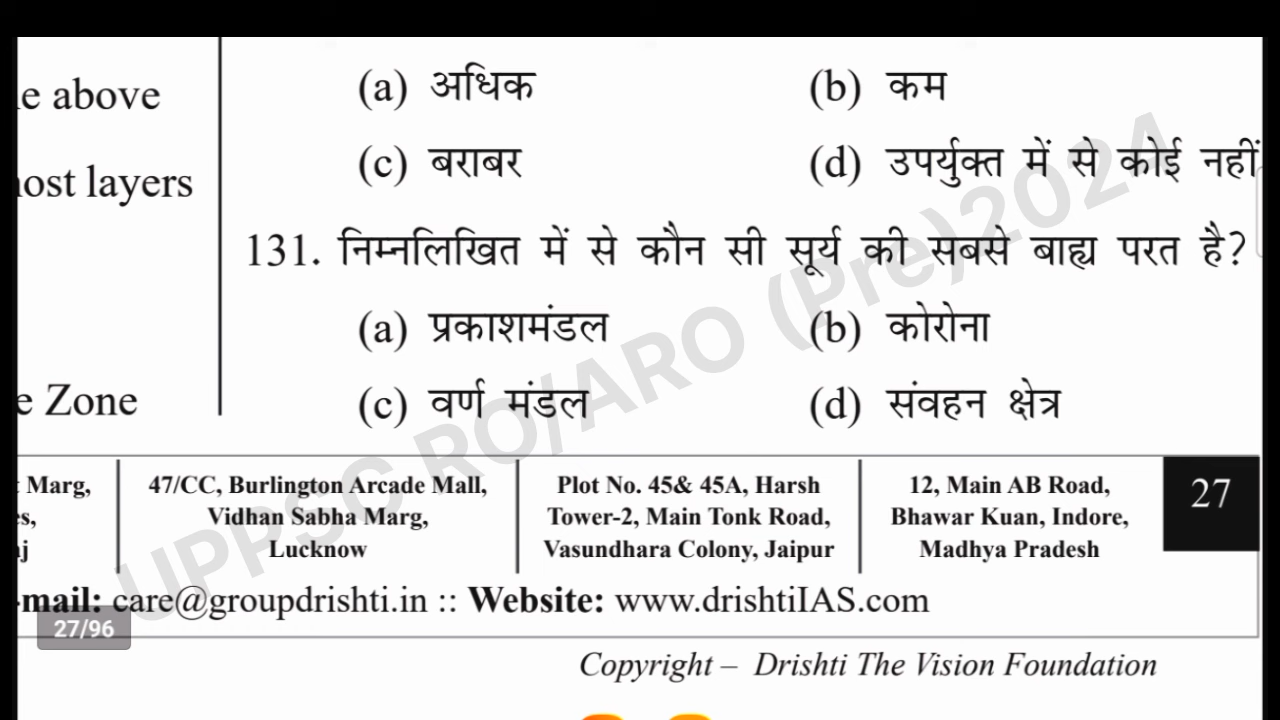 e above
ost layers
e Zone
(a) अधिक (b) कम
(c) बराबर (d) उपर्युक्त में से कोई नहीं
131. निम्नलिखित में से कौन सी सूर्य की सबसे बाह्य परत है?
(a) प्रकाशमंडल (b) कोरोना
(c) वर्ण मंडल (d) संवहन क्षेत्र
UPPSC RO/ARO (Pre) 2024
Marg,
47/CC, Burlington Arcade Mall,
Vidhan Sabha Marg,
Lucknow
Plot No. 45& 45A, Harsh
Tower-2, Main Tonk Road,
Vasundhara Colony, Jaipur
12, Main AB Road,
Bhawar Kuan, Indore,
Madhya Pradesh
27
-mail: care@groupdrishti.in :: Website: www.drishtiIAS.com
27/96
Copyright – Drishti The Vision Foundation